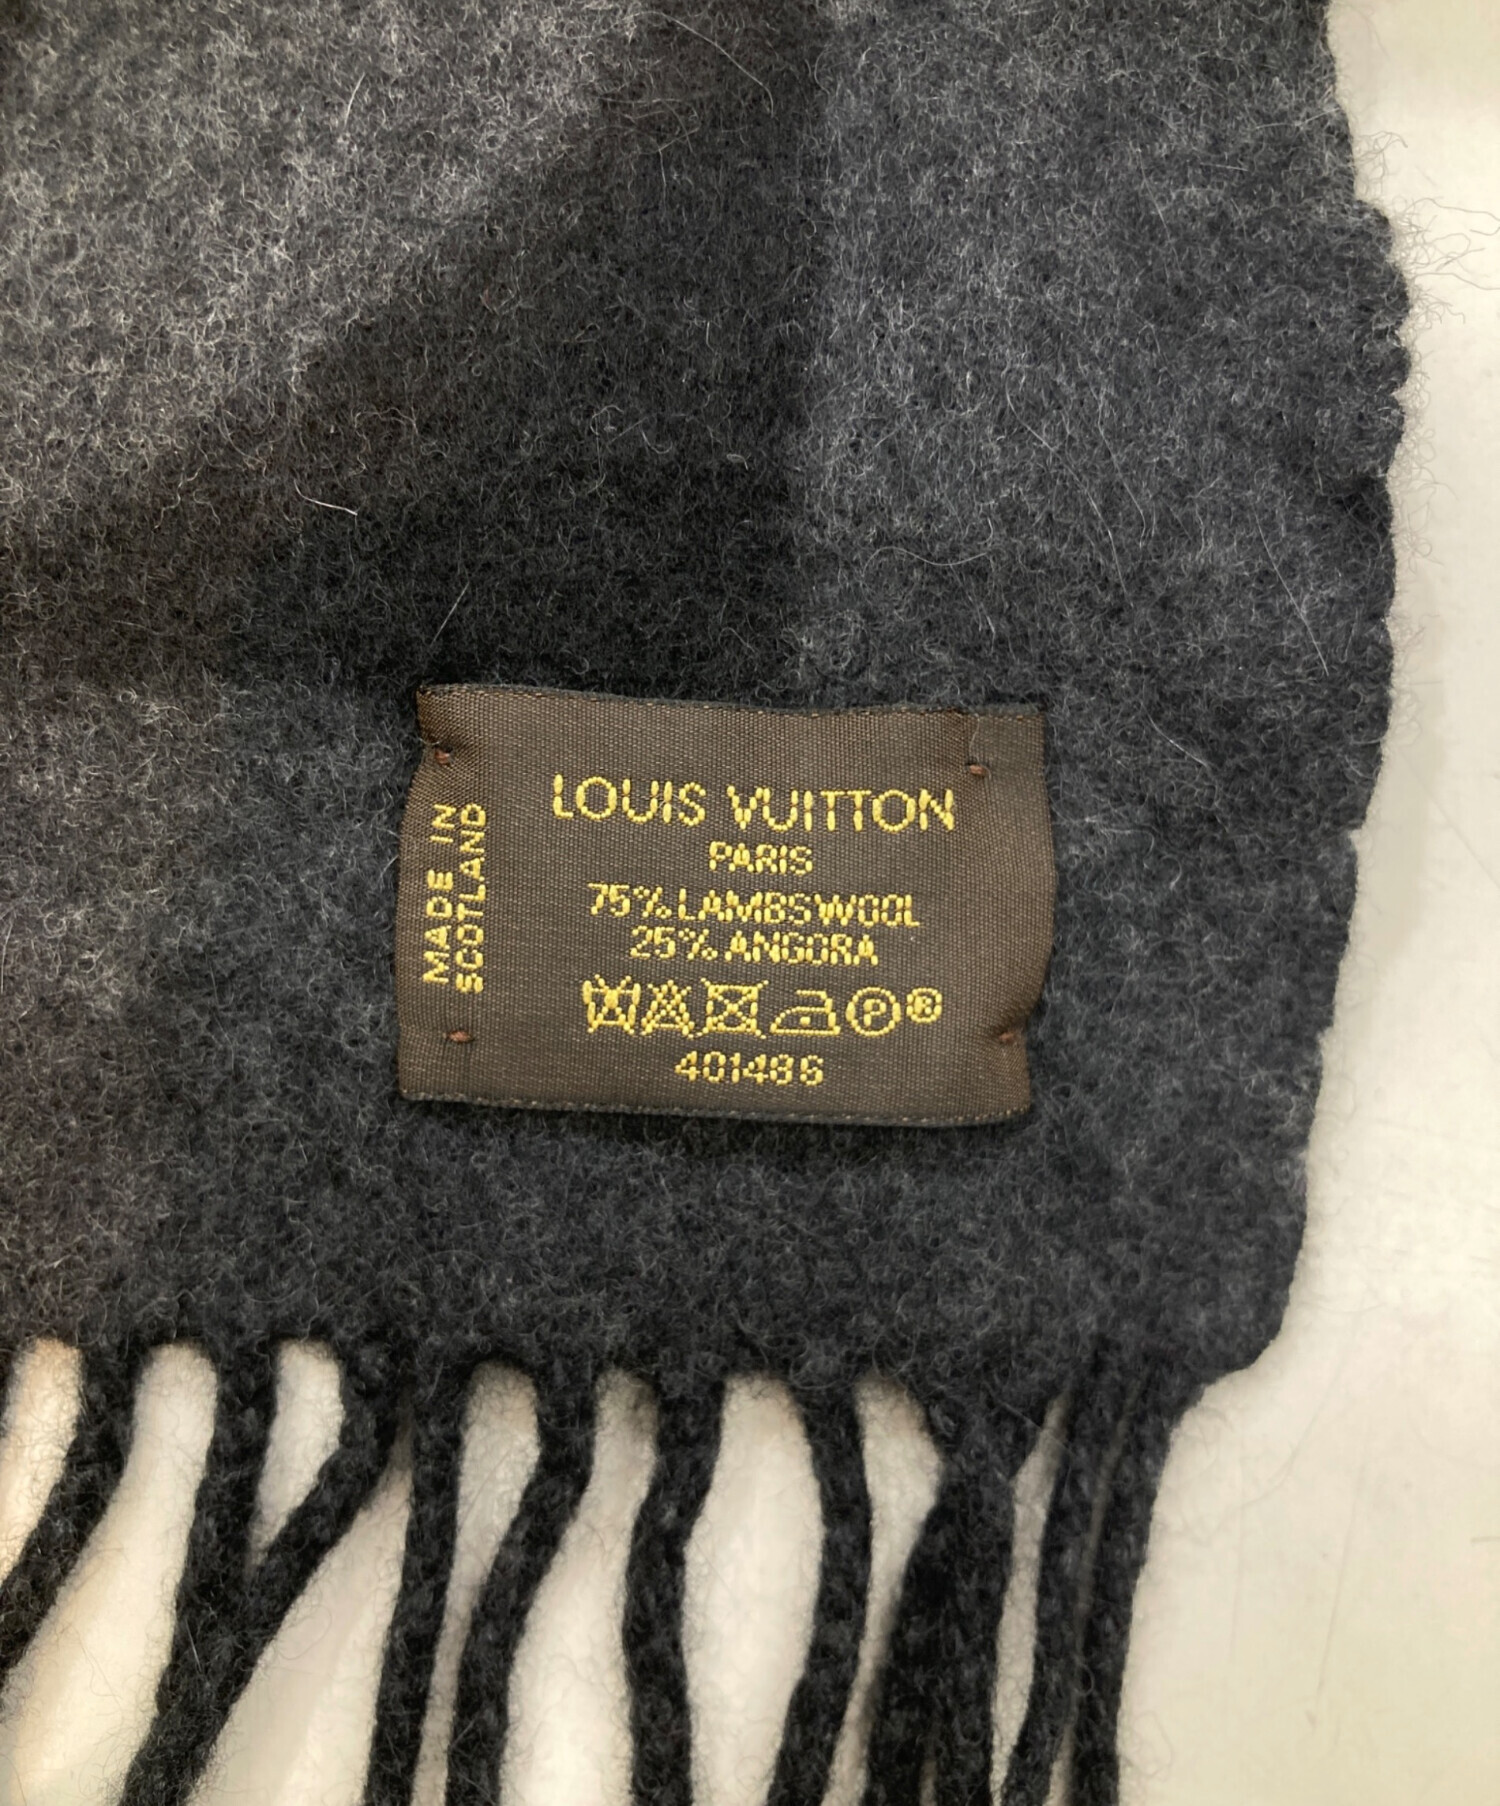 LOUIS VUITTON
PARIS
75% LAMBSWOOL
25% ANGORA
P ®
401486
MADE IN
SCOTLAND